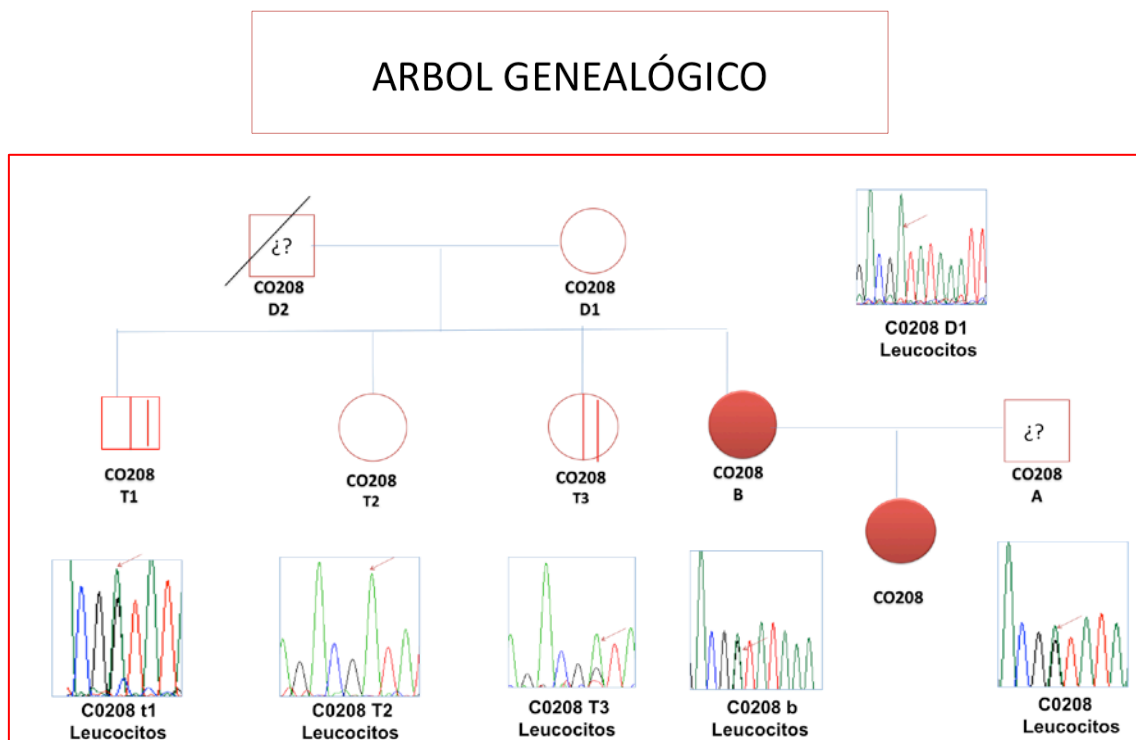 ARBOL GENEALÓGICO
¿?
CO208
D2
CO208
D1
C0208 D1
Leucocitos
CO208
T1
CO208
T2
CO208
T3
CO208
B
¿?
CO208
A
CO208
C0208 t1
Leucocitos
C0208 T2
Leucocitos
C0208 T3
Leucocitos
C0208 b
Leucocitos
C0208
Leucocitos